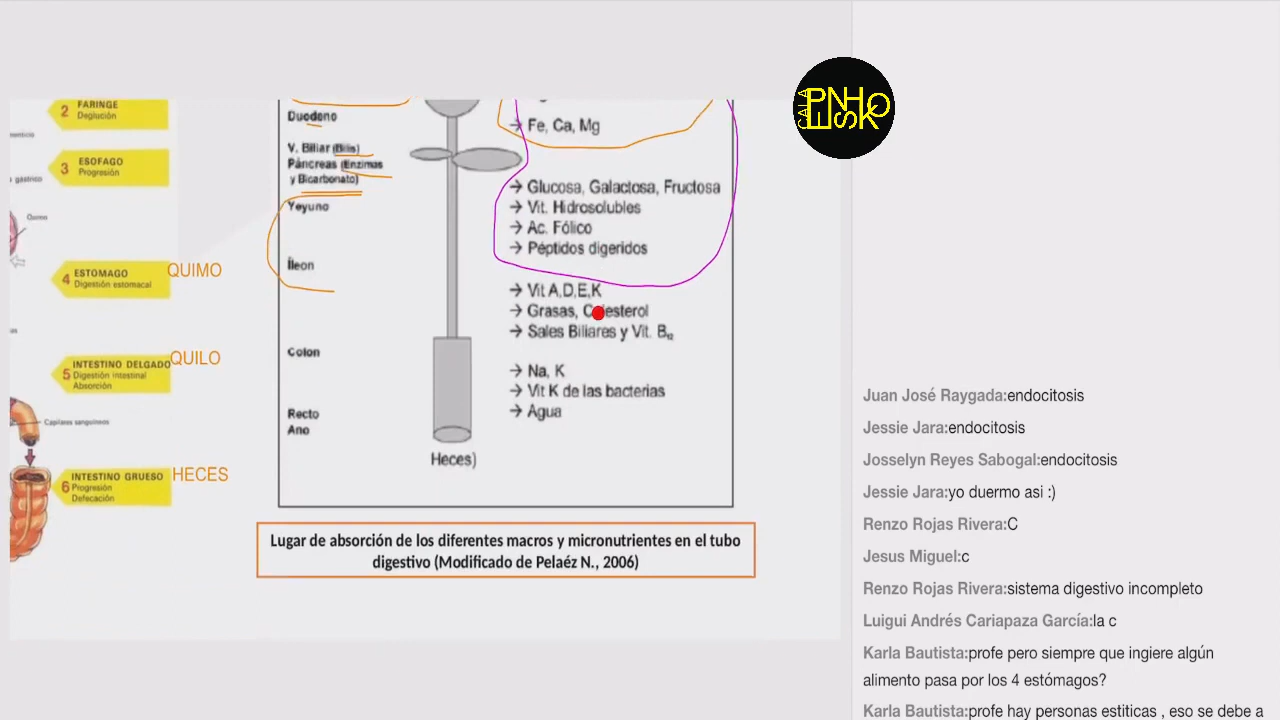 2 FARINGE
Deglución
3 ESOFAGO
Progresión
gástrico
Quimo
4 ESTOMAGO
Digestión estomacal
QUIMO
5 INTESTINO DELGADO
Digestión intestinal
Absorción
QUILO
Capilares sanguíneos
6 INTESTINO GRUESO
Progresión
Defecación
HECES
Duodeno
V. Biliar (Bilis)
Páncreas (Enzimas
y Bicarbonato)
Yeyuno
Íleon
Colon
Recto
Ano
→ Fe, Ca, Mg
→ Glucosa, Galactosa, Fructosa
→ Vit. Hidrosolubles
→ Ac. Fólico
→ Péptidos digeridos
→ Vit A,D,E,K
→ Grasas, Colesterol
→ Sales Biliares y Vit. B₁₂
→ Na, K
→ Vit K de las bacterias
→ Agua
Heces)
Lugar de absorción de los diferentes macros y micronutrientes en el tubo
digestivo (Modificado de Pelaéz N., 2006)
Juan José Raygada:endocitosis
Jessie Jara:endocitosis
Josselyn Reyes Sabogal:endocitosis
Jessie Jara:yo duermo asi :)
Renzo Rojas Rivera:C
Jesus Miguel:c
Renzo Rojas Rivera:sistema digestivo incompleto
Luigui Andrés Cariapaza García:la c
Karla Bautista:profe pero siempre que ingiere algún
alimento pasa por los 4 estómagos?
Karla Bautista:profe hay personas estiticas , eso se debe a